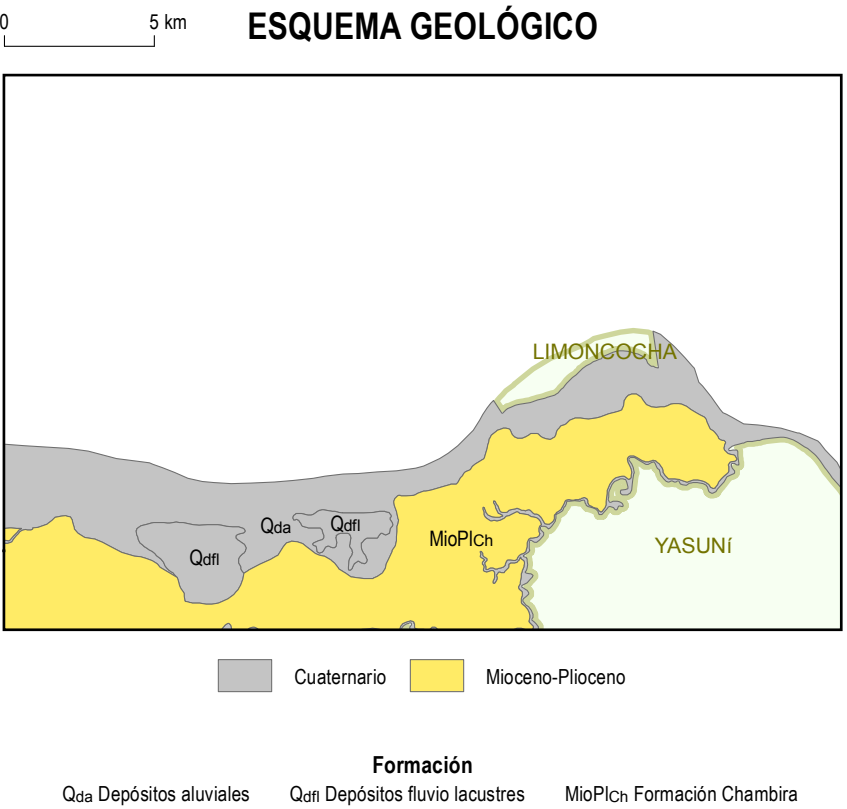 0 5 km ESQUEMA GEOLÓGICO
LIMONCOCHA
Qda Qdfl
MioPlCh
YASUNí
Qdfl
Cuaternario Mioceno-Plioceno
Formación
Qda Depósitos aluviales Qdfl Depósitos fluvio lacustres MioPlCh Formación Chambira